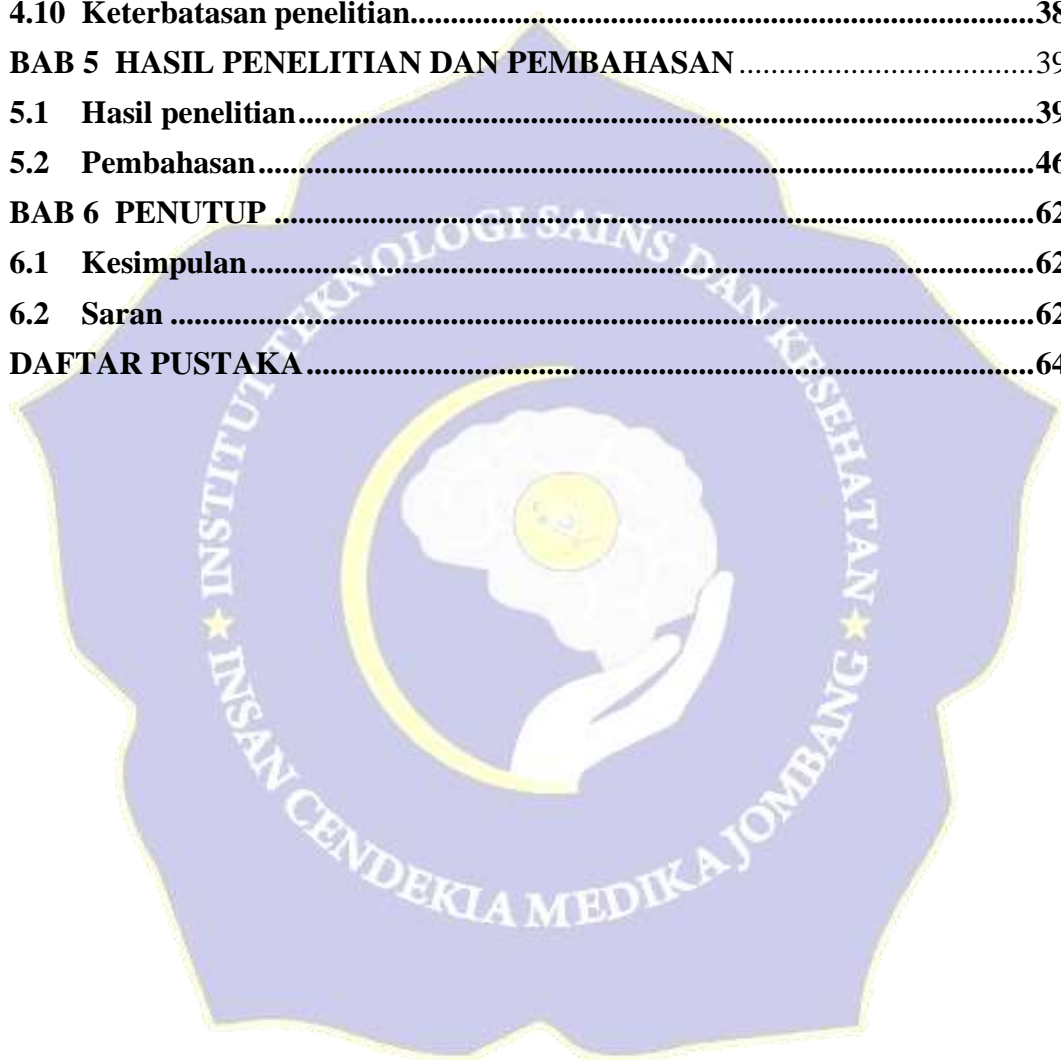 4.10 Keterbatasan penelitian..........................................................................................38
BAB 5 HASIL PENELITIAN DAN PEMBAHASAN..........................................39
5.1 Hasil penelitian..........................................................................................39
5.2 Pembahasan..........................................................................................46
BAB 6 PENUTUP..........................................................................................62
6.1 Kesimpulan..........................................................................................62
6.2 Saran..........................................................................................62
DAFTAR PUSTAKA..........................................................................................64
INSTITUT TEKNOLOGI SAINS DAN KESEHATAN
★ INSAN CENDEKIA MEDIKA JOMBANG ★